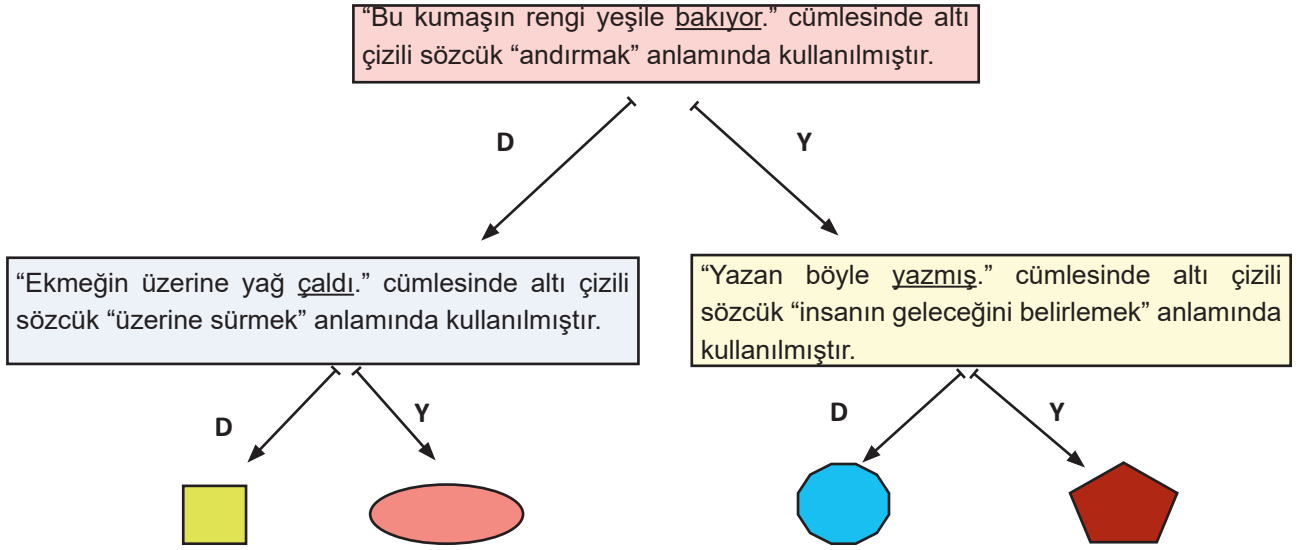 “Bu kumaşın rengi yeşile bakıyor.” cümlesinde altı
çizili sözcük “andırmak” anlamında kullanılmıştır.
D
Y
“Ekmeğin üzerine yağ çaldı.” cümlesinde altı çizili
sözcük “üzerine sürmek” anlamında kullanılmıştır.
“Yazan böyle yazmış.” cümlesinde altı çizili
sözcük “insanın geleceğini belirlemek” anlamında
kullanılmıştır.
D
Y
D
Y